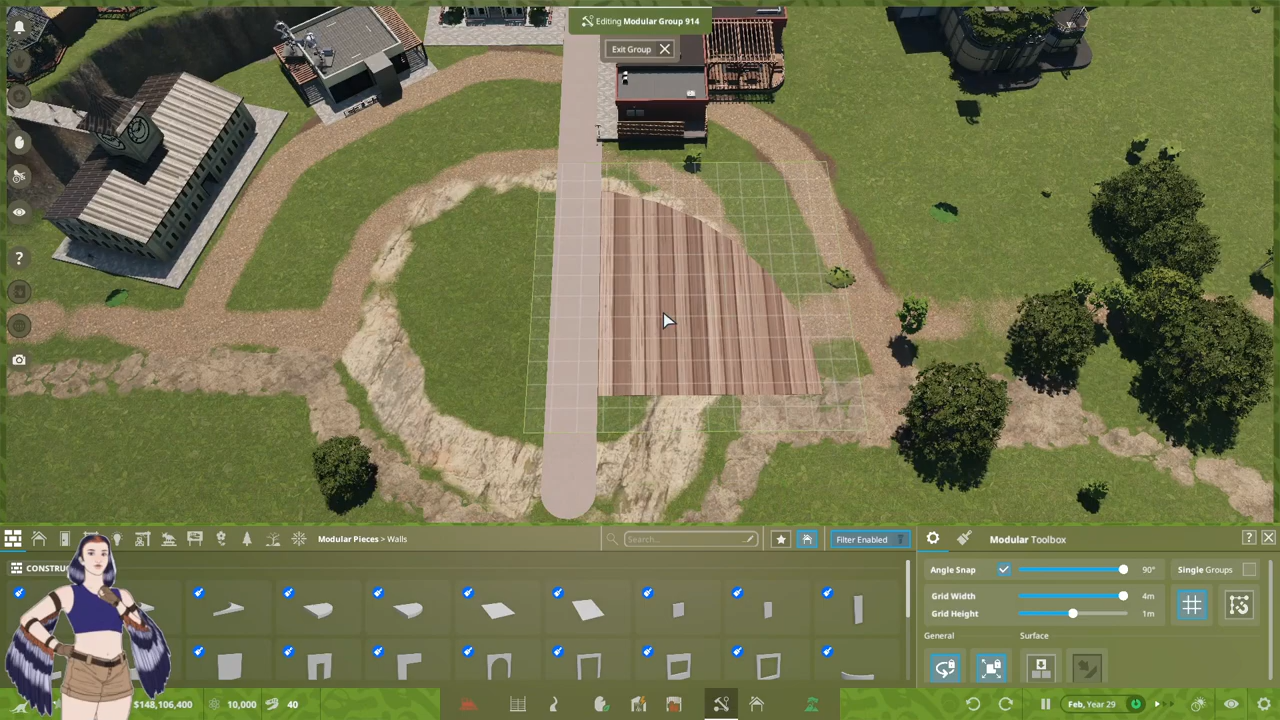 Editing Modular Group 914
Exit Group
Modular Pieces > Walls
Search...
Filter Enabled
Modular Toolbox
?
CONSTRUC
Angle Snap
90°
Single Groups
Grid Width
4m
Grid Height
1m
General
Surface
$148,106,400
10,000
40
Feb, Year 29